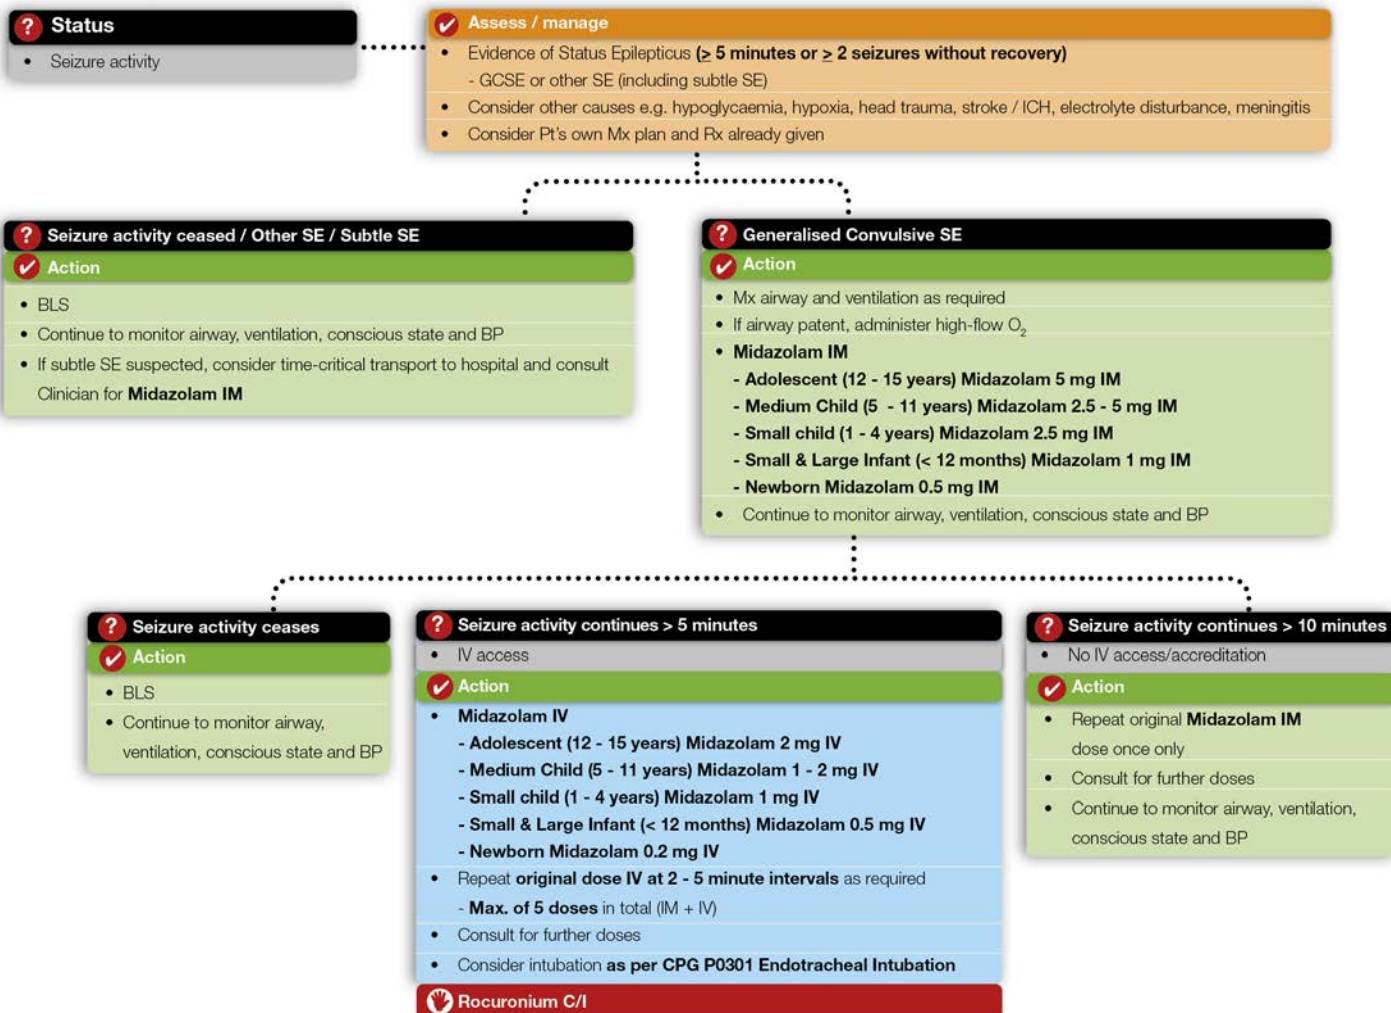 Status
• Seizure activity
Assess / manage
• Evidence of Status Epilepticus (≥ 5 minutes or ≥ 2 seizures without recovery)
- GCSE or other SE (including subtle SE)
• Consider other causes e.g. hypoglycaemia, hypoxia, head trauma, stroke / ICH, electrolyte disturbance, meningitis
• Consider Pt's own Mx plan and Rx already given
? Seizure activity ceased / Other SE / Subtle SE
Action
• BLS
• Continue to monitor airway, ventilation, conscious state and BP
• If subtle SE suspected, consider time-critical transport to hospital and consult
Clinician for Midazolam IM
? Generalised Convulsive SE
Action
• Mx airway and ventilation as required
• If airway patent, administer high-flow O₂
• Midazolam IM
- Adolescent (12 - 15 years) Midazolam 5 mg IM
- Medium Child (5 - 11 years) Midazolam 2.5 - 5 mg IM
- Small child (1 - 4 years) Midazolam 2.5 mg IM
- Small & Large Infant (< 12 months) Midazolam 1 mg IM
- Newborn Midazolam 0.5 mg IM
• Continue to monitor airway, ventilation, conscious state and BP
? Seizure activity ceases
Action
• BLS
• Continue to monitor airway,
ventilation, conscious state and BP
? Seizure activity continues > 5 minutes
• IV access
Action
• Midazolam IV
- Adolescent (12 - 15 years) Midazolam 2 mg IV
- Medium Child (5 - 11 years) Midazolam 1 - 2 mg IV
- Small child (1 - 4 years) Midazolam 1 mg IV
- Small & Large Infant (< 12 months) Midazolam 0.5 mg IV
- Newborn Midazolam 0.2 mg IV
• Repeat original dose IV at 2 - 5 minute intervals as required
- Max. of 5 doses in total (IM + IV)
• Consult for further doses
• Consider intubation as per CPG P0301 Endotracheal Intubation
Rocuronium C/I
? Seizure activity continues > 10 minutes
• No IV access/accreditation
Action
• Repeat original Midazolam IM
dose once only
• Consult for further doses
• Continue to monitor airway, ventilation,
conscious state and BP